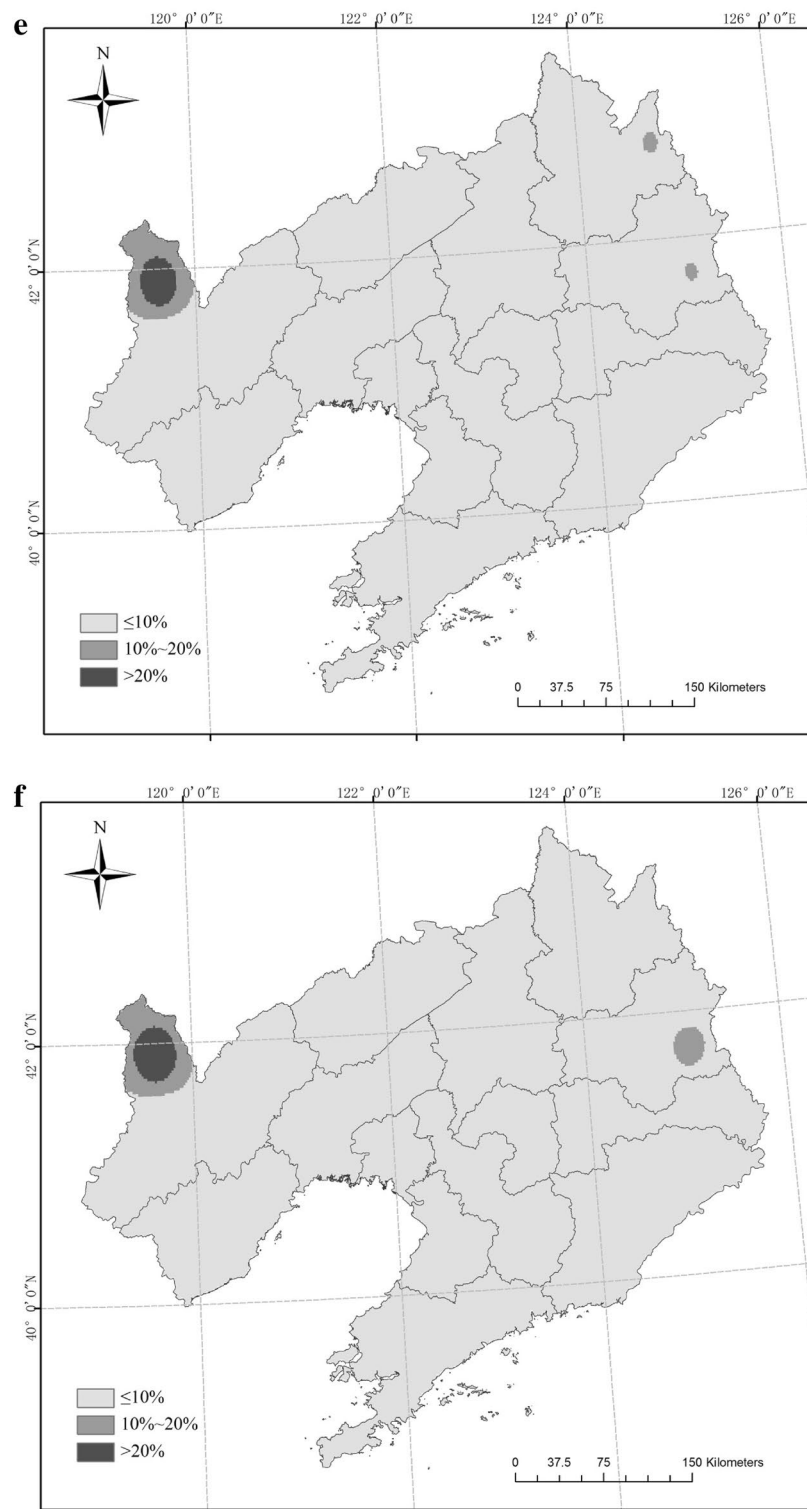 e
120° 0′ 0″E 122° 0′ 0″E 124° 0′ 0″E 126° 0′ 0″E
N
42° 0′ 0″N
40° 0′ 0″N
≤10%
10%~20%
>20%
0 37.5 75 150 Kilometers
f
120° 0′ 0″E 122° 0′ 0″E 124° 0′ 0″E 126° 0′ 0″E
N
42° 0′ 0″N
40° 0′ 0″N
≤10%
10%~20%
>20%
0 37.5 75 150 Kilometers